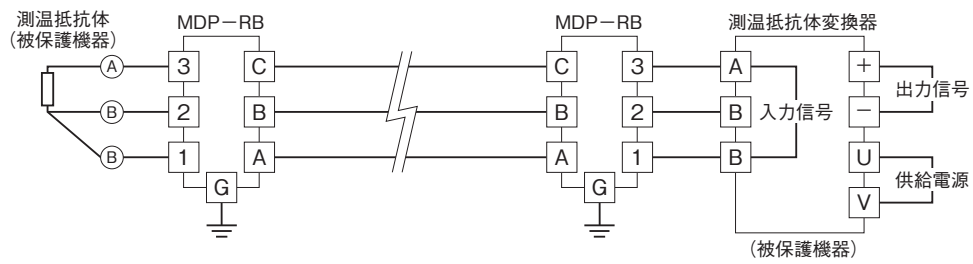 測温抵抗体
(被保護機器)
MDP−RB
MDP−RB
測温抵抗体変換器
A 3 C C 3 A +
B 2 B B 2 B −
入力信号
出力信号
B 1 A A 1 B U
G G V
供給電源
(被保護機器)